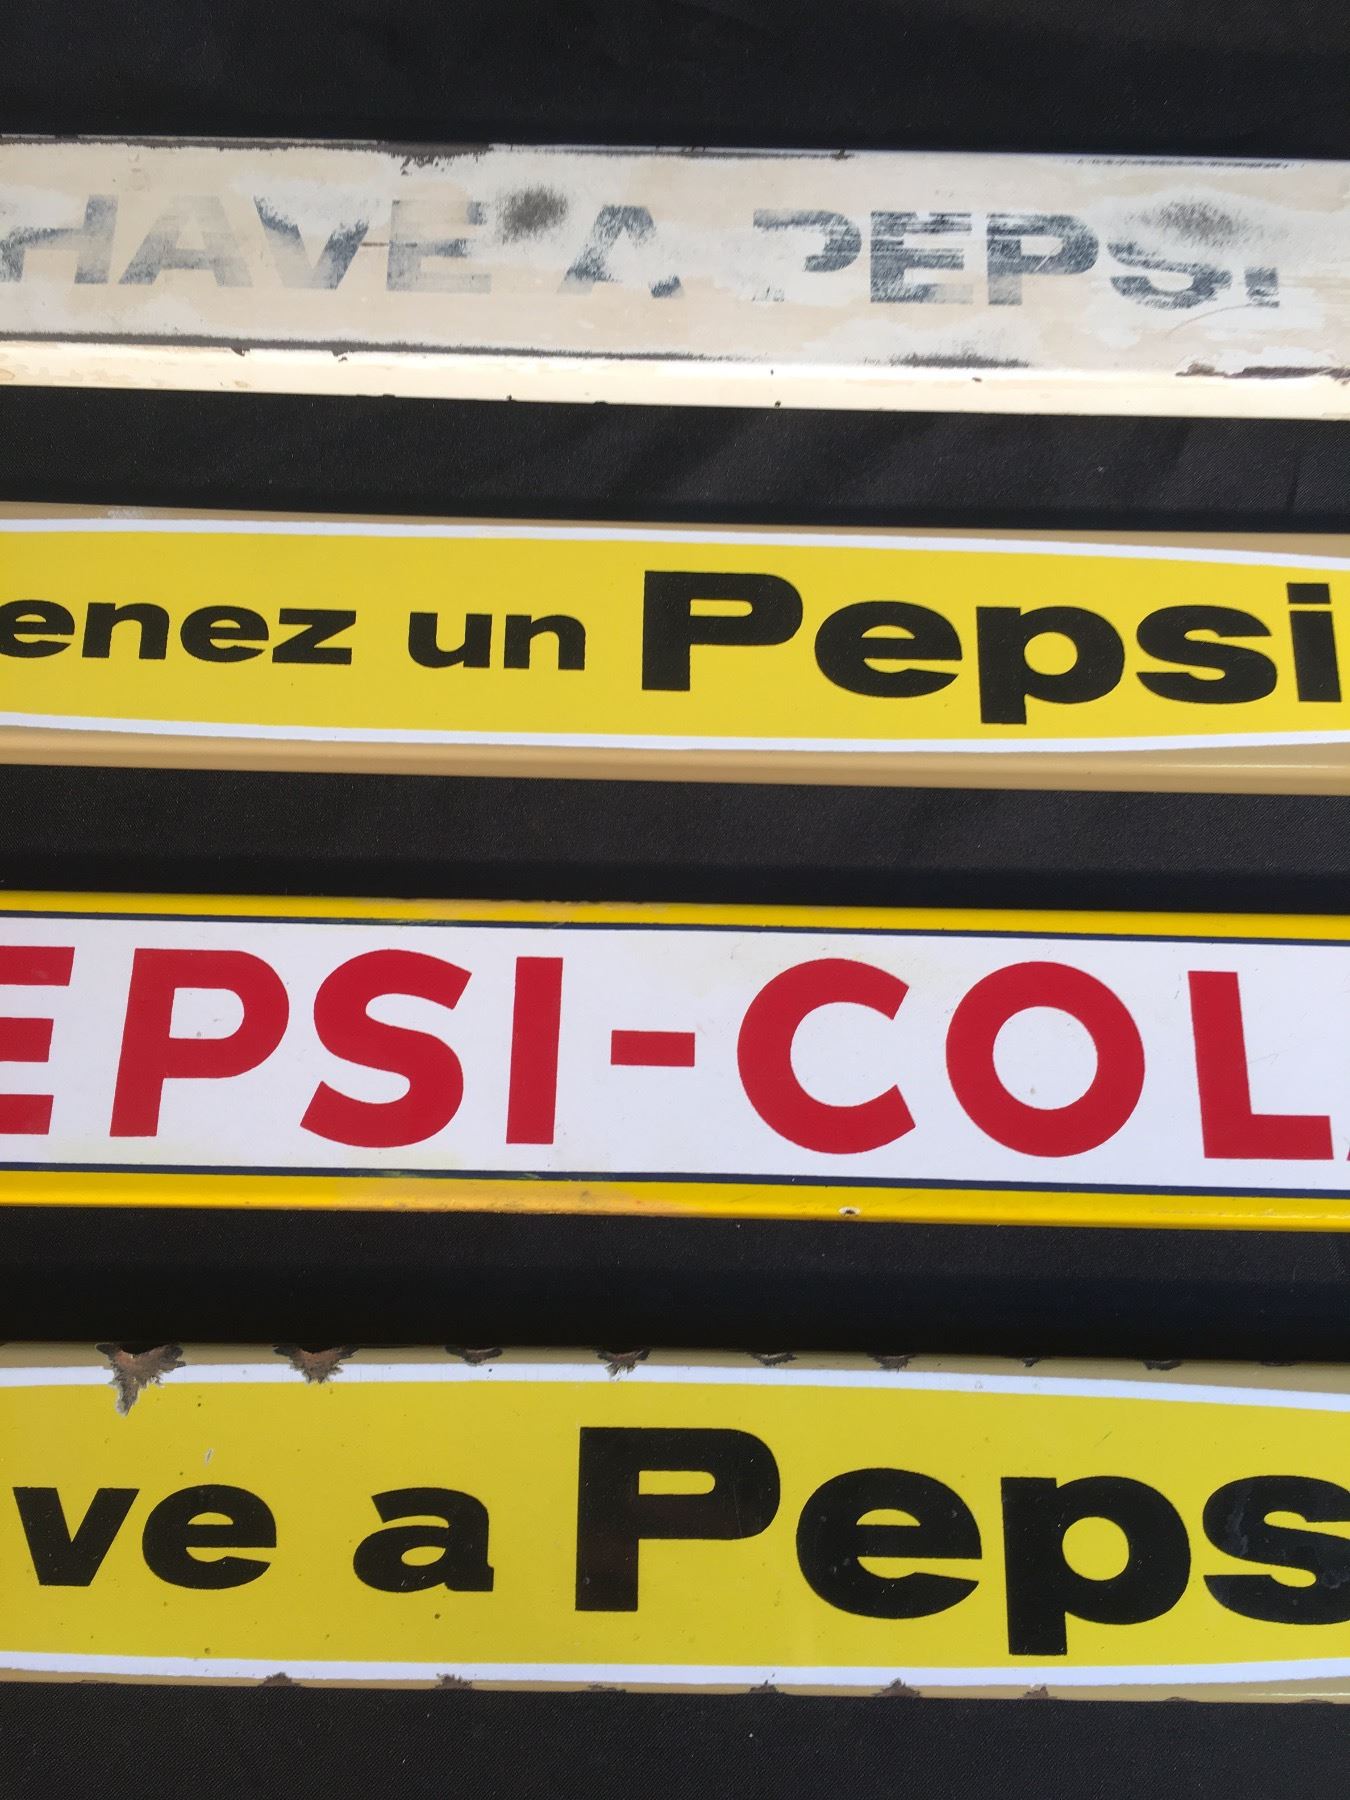 HAVE A PEPSI
enez un Pepsi
EPSI-COL
ve a Peps